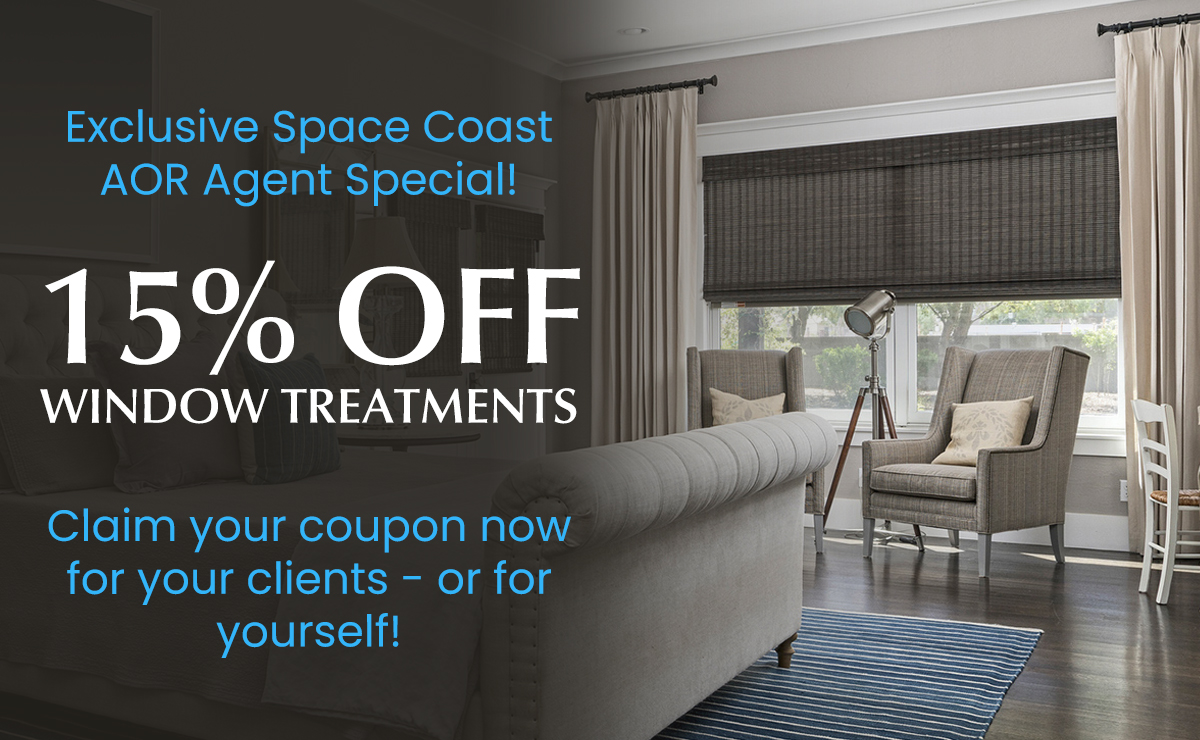 Exclusive Space Coast
AOR Agent Special!
15% OFF
WINDOW TREATMENTS
Claim your coupon now
for your clients - or for
yourself!